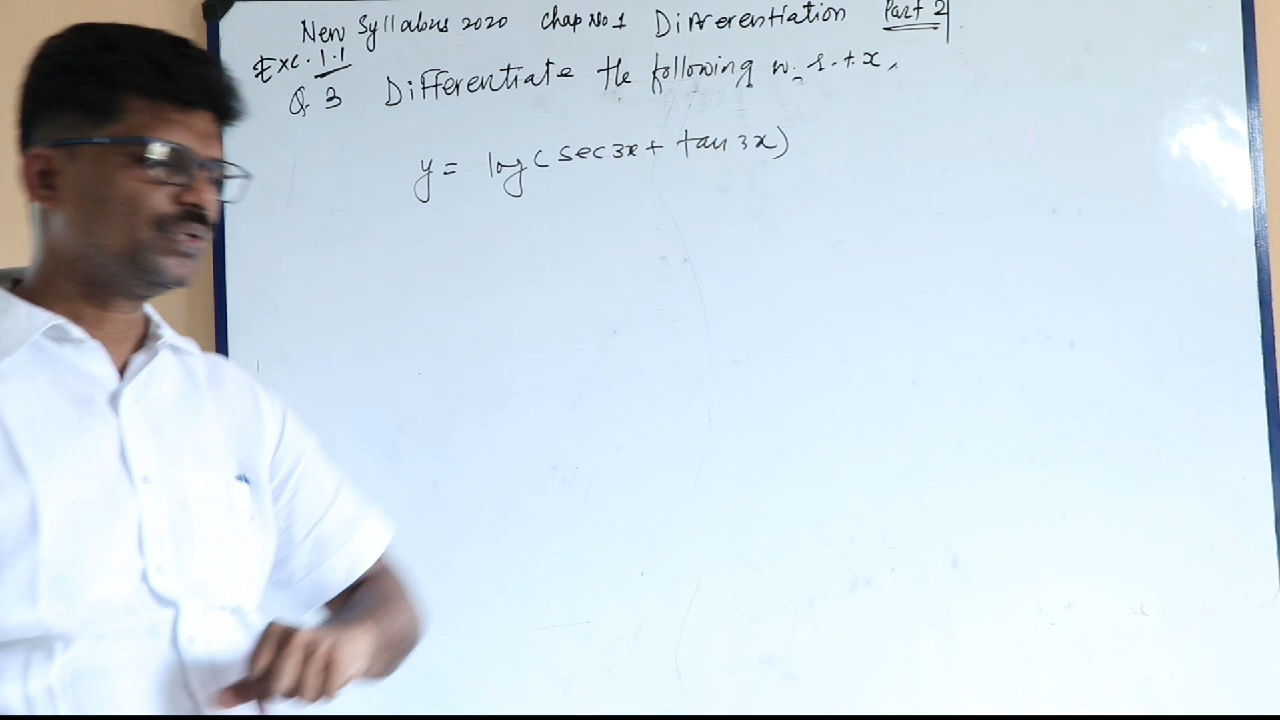 New Syllabus 2020 Chap No 1 Differentiation Part 2
Exc. 1.1
Q. 3 Differentiate the following w.r.t x.
y = log(sec3x + tan3x)